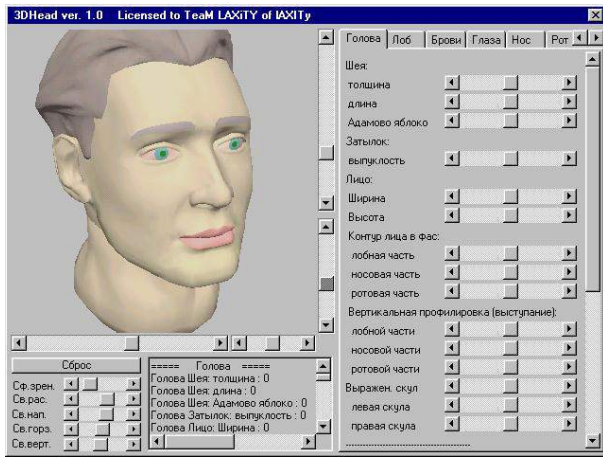 3DHead ver. 1.0 Licensed to TeaM LAXiTY of lAXITy
Голова Лоб Брови Глаза Нос Рот
Шея:
толщина
длина
Адамово яблоко
Затылок:
выпуклость
Лицо:
Ширина
Высота
Контур лица в фас:
лобная часть
носовая часть
ротовая часть
Вертикальная профилировка (выступание):
лобной части
носовой части
ротовой части
Выражен. скул
левая скула
правая скула
Сброс
Сф.зрен.
Св.рас.
Св.нап.
Св.горз.
Св.верт.
===== Голова =====
Голова Шея: толщина : 0
Голова Шея: длина : 0
Голова Шея: Адамово яблоко : 0
Голова Затылок: выпуклость : 0
Голова Лицо: Ширина : 0